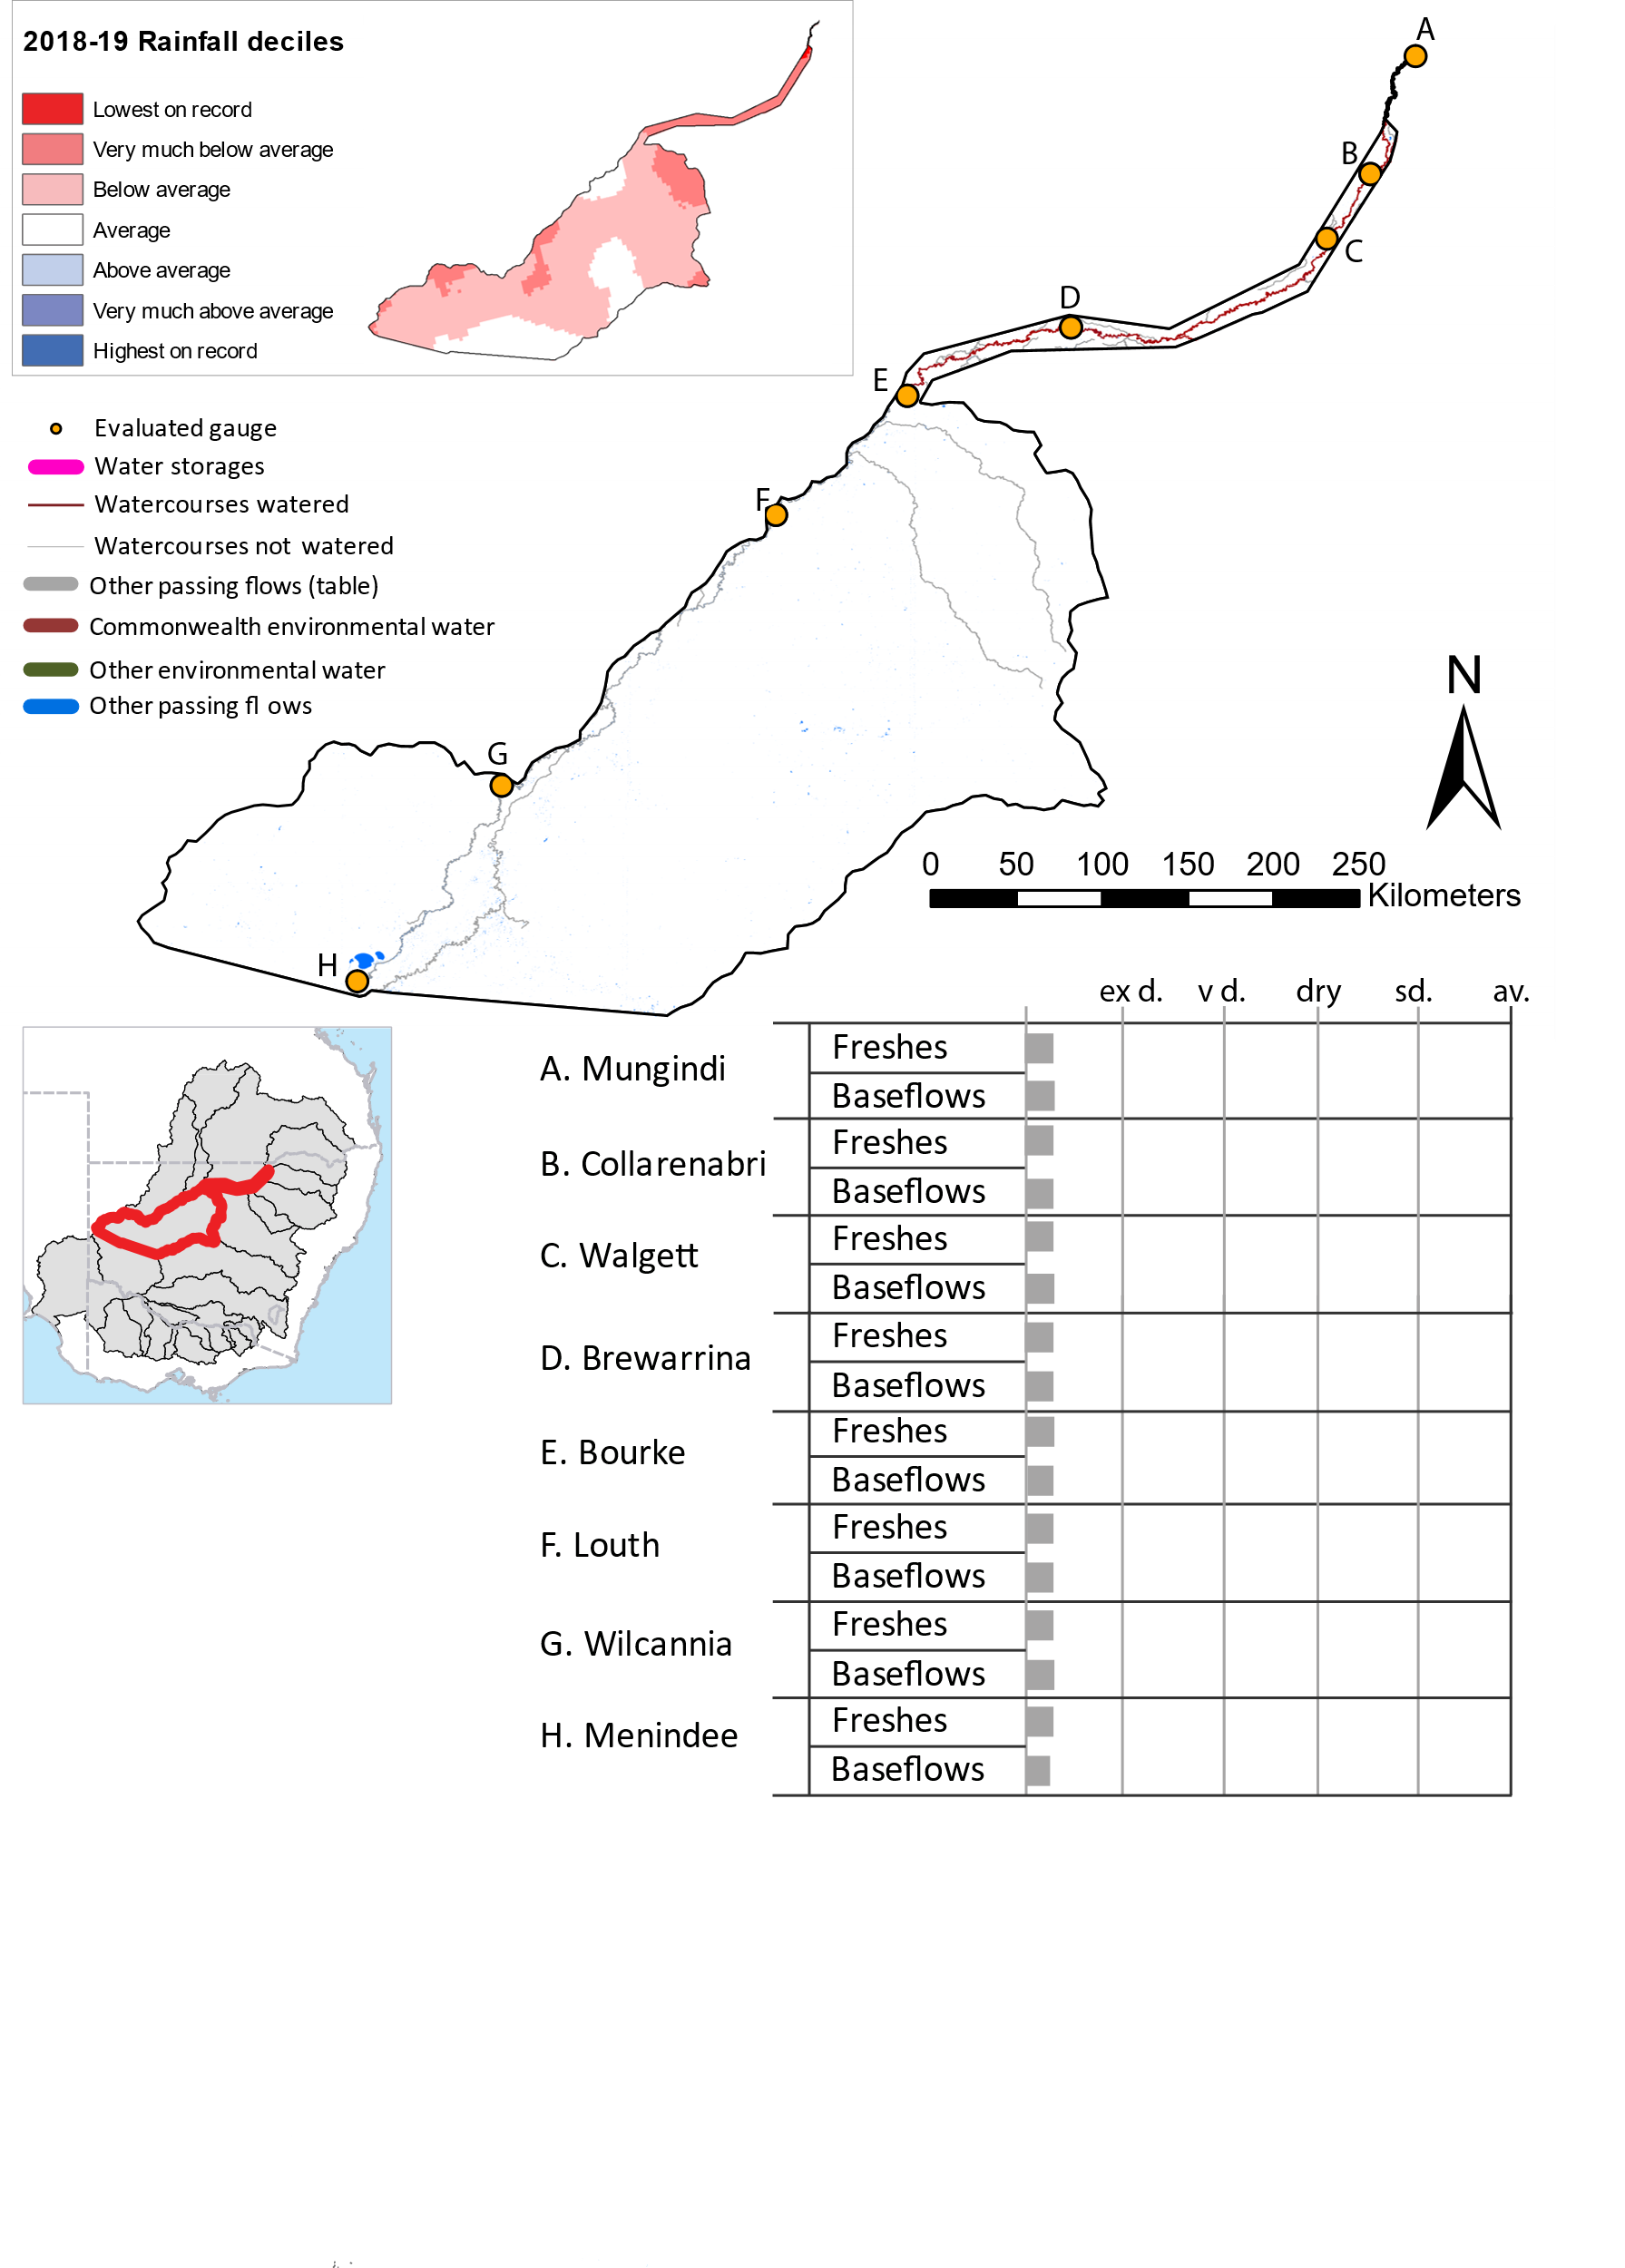 2018-19 Rainfall deciles
Lowest on record
Very much below average
Below average
Average
Above average
Very much above average
Highest on record
Evaluated gauge
Water storages
Watercourses watered
Watercourses not watered
Other passing flows (table)
Commonwealth environmental water
Other environmental water
Other passing fl ows
A
B
C
D
E
F
G
H
N
0 50 100 150 200 250
Kilometers
ex d. v d. dry sd. av.
A. Mungindi
Freshes
Baseflows
B. Collarenabri
Freshes
Baseflows
C. Walgett
Freshes
Baseflows
D. Brewarrina
Freshes
Baseflows
E. Bourke
Freshes
Baseflows
F. Louth
Freshes
Baseflows
G. Wilcannia
Freshes
Baseflows
H. Menindee
Freshes
Baseflows